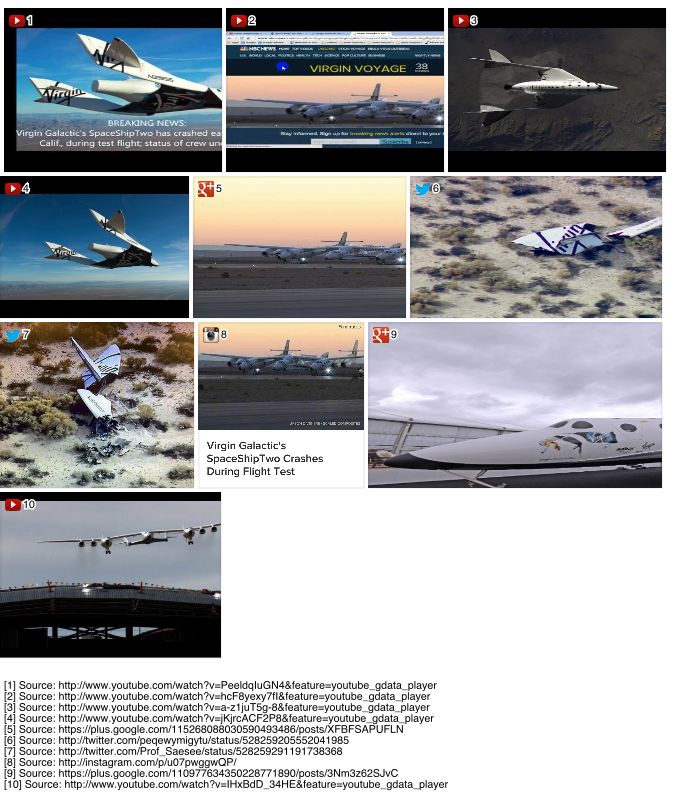 1
Virgin
N339SS
BREAKING NEWS:
Virgin Galactic's SpaceShipTwo has crashed ea
Calif., during test flight; status of crew un
2
NBCNEWS
VIRGIN VOYAGE
38
Stay informed. Sign up for breaking news alerts direct to your i
3
4
Virgin
g+ 5
6
Virgin
7
8
Virgin Galactic's
SpaceShipTwo Crashes
During Flight Test
g+ 9
10
[1] Source: http://www.youtube.com/watch?v=PeeldqIuGN4&feature=youtube_gdata_player
[2] Source: http://www.youtube.com/watch?v=hcF8yexy7fI&feature=youtube_gdata_player
[3] Source: http://www.youtube.com/watch?v=a-z1juT5g-8&feature=youtube_gdata_player
[4] Source: http://www.youtube.com/watch?v=jKjrcACF2P8&feature=youtube_gdata_player
[5] Source: https://plus.google.com/115268088030590493486/posts/XFBFSAPUFLN
[6] Source: http://twitter.com/peqewymigytu/status/528259205552041985
[7] Source: http://twitter.com/Prof_Saesee/status/528259291191738368
[8] Source: http://instagram.com/p/u07pwggwQP/
[9] Source: https://plus.google.com/110977634350228771890/posts/3Nm3z62SJvC
[10] Source: http://www.youtube.com/watch?v=IHxBdD_34HE&feature=youtube_gdata_player